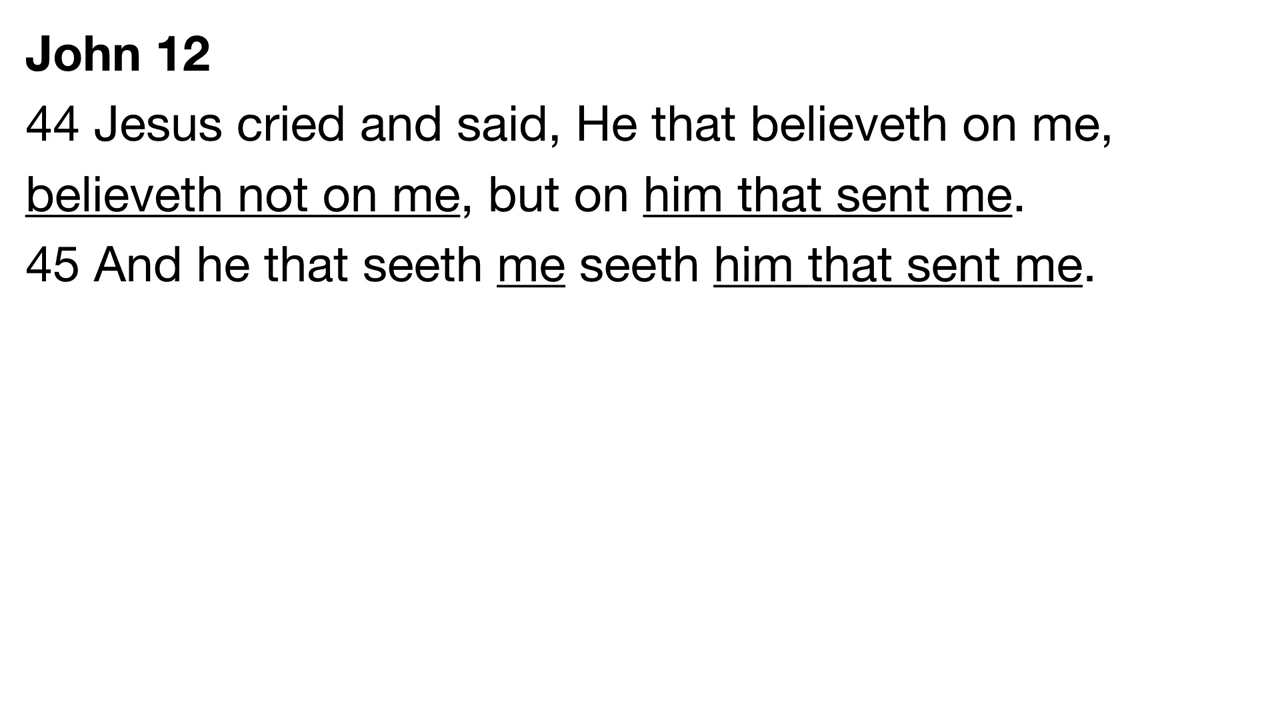 John 12
44 Jesus cried and said, He that believeth on me,
believeth not on me, but on him that sent me.
45 And he that seeth me seeth him that sent me.